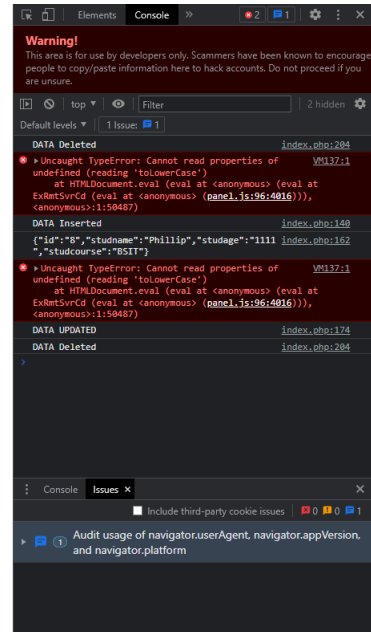 Elements Console » 2 1
Warning!
This area is for use by developers only. Scammers have been known to encourage
people to copy/paste information here to hack accounts. Do not proceed if you
are unsure.
top ▼ Filter 2 hidden
Default levels ▼ 1 Issue: 1
DATA Deleted index.php:204
▸Uncaught TypeError: Cannot read properties of VM137:1
undefined (reading 'toLowerCase')
at HTMLDocument.eval (eval at <anonymous> (eval at
ExRmtSvrCd (eval at <anonymous> (panel.js:96:4016))),
<anonymous>:1:50487)
DATA Inserted index.php:140
{"id":"8","studname":"Phillip","studage":"1111 index.php:162
","studcourse":"BSIT"}
▸Uncaught TypeError: Cannot read properties of VM137:1
undefined (reading 'toLowerCase')
at HTMLDocument.eval (eval at <anonymous> (eval at
ExRmtSvrCd (eval at <anonymous> (panel.js:96:4016))),
<anonymous>:1:50487)
DATA UPDATED index.php:174
DATA Deleted index.php:204
›
Console Issues ×
Include third-party cookie issues 0 0 1
1 Audit usage of navigator.userAgent, navigator.appVersion,
and navigator.platform